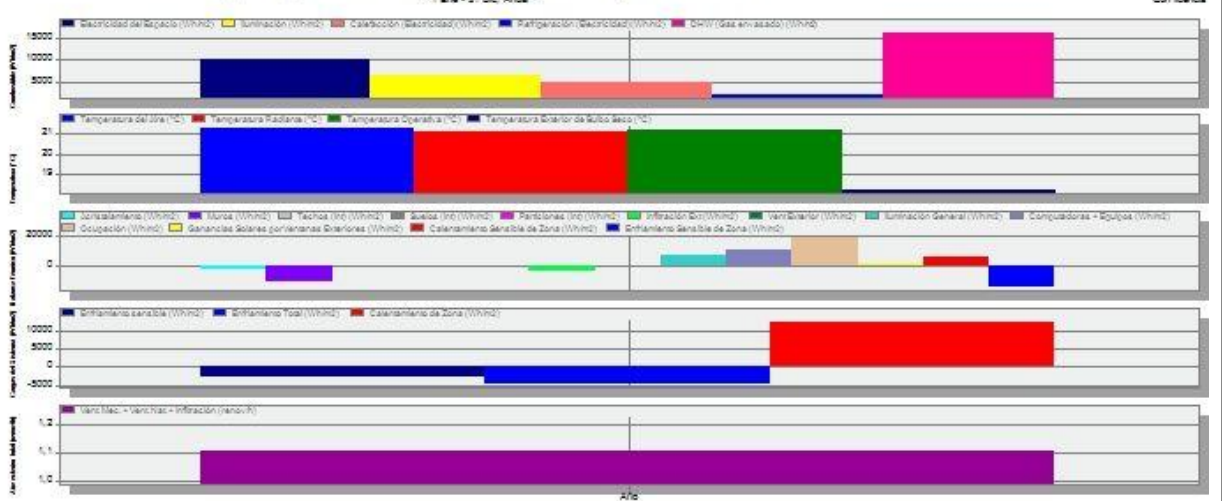 Electricidad del Espacio (Wh/m2) Iluminación (Wh/m2) Calefacción (Electricidad) (Wh/m2) Refrigeración (Electricidad) (Wh/m2) DHW (Gas envasado) (Wh/m2)
15000
10000
5000
Temperatura del Aire (°C) Temperatura Radiante (°C) Temperatura Operativa (°C) Temperatura Exterior de Bulbo Seco (°C)
21
20
19
Temperatura (°C)
Acristalamiento (Wh/m2) Muros (Wh/m2) Techos (int) (Wh/m2) Suelos (int) (Wh/m2) Particiones (int) (Wh/m2) Infiltración Ext (Wh/m2) Vent Exterior (Wh/m2) Iluminación General (Wh/m2) Computadoras + Equipos (Wh/m2)
Ocupación (Wh/m2) Ganancias Solares por Ventanas Exteriores (Wh/m2) Calentamiento Sensible de Zona (Wh/m2) Enfriamiento Sensible de Zona (Wh/m2)
20000
0
Enfriamiento sensible (Wh/m2) Enfriamiento Total (Wh/m2) Calentamiento de Zona (Wh/m2)
10000
5000
0
-5000
Vent Mec. + Vent Nat + Infiltración (renov/h)
1,2
1,1
1,0
Año